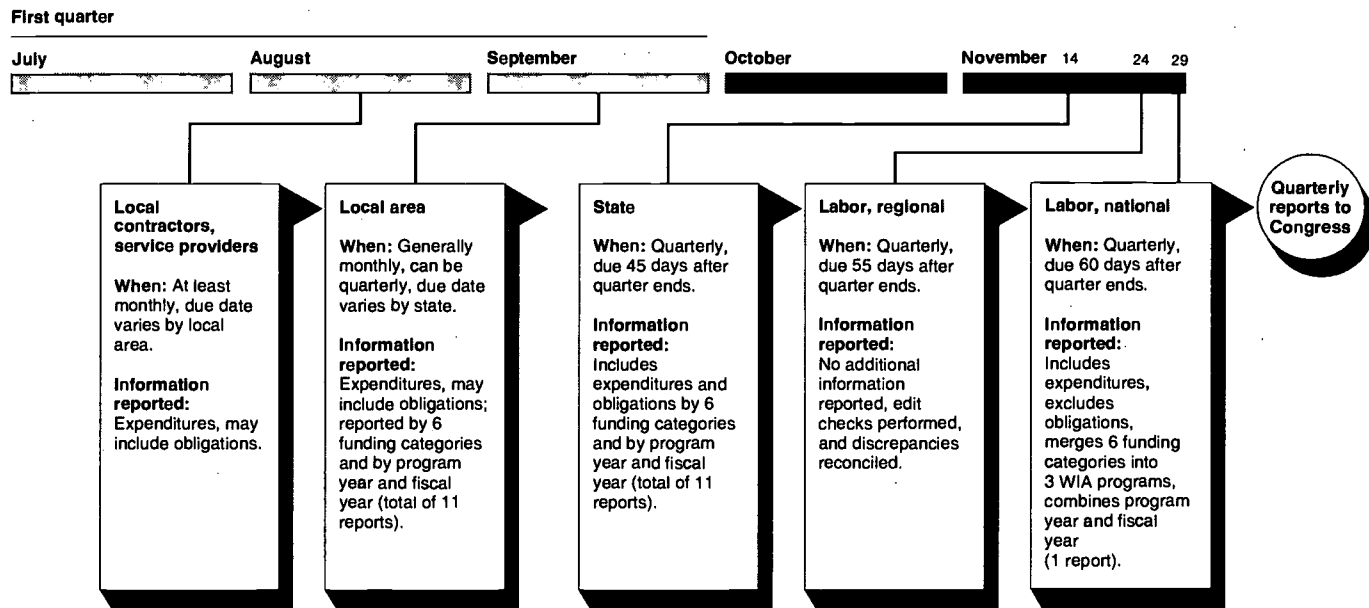 First quarter
July
August
September
October
November 14 24 29
Local
contractors,
service providers
When: At least
monthly, due date
varies by local
area.
Information
reported:
Expenditures, may
include obligations.
Local area
When: Generally
monthly, can be
quarterly, due date
varies by state.
Information
reported:
Expenditures, may
include obligations;
reported by 6
funding categories
and by program
year and fiscal
year (total of 11
reports).
State
When: Quarterly,
due 45 days after
quarter ends.
Information
reported:
Includes
expenditures and
obligations by 6
funding categories
and by program
year and fiscal
year (total of 11
reports).
Labor, regional
When: Quarterly,
due 55 days after
quarter ends.
Information
reported:
No additional
information
reported, edit
checks performed,
and discrepancies
reconciled.
Labor, national
When: Quarterly,
due 60 days after
quarter ends.
Information
reported:
Includes
expenditures,
excludes
obligations,
merges 6 funding
categories into
3 WIA programs,
combines program
year and fiscal
year
(1 report).
Quarterly
reports to
Congress